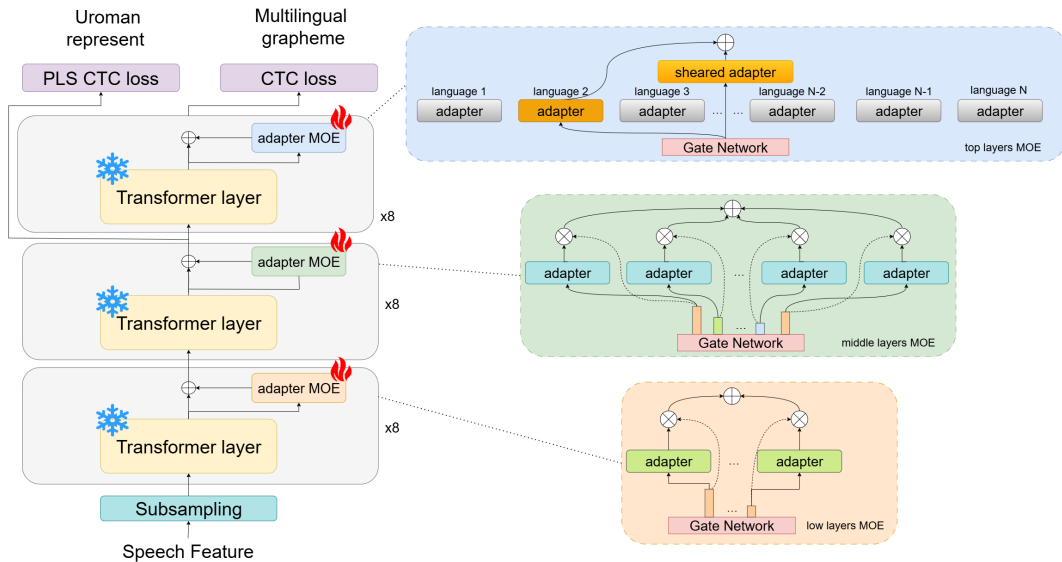 Uroman
represent
Multilingual
grapheme
PLS CTC loss
CTC loss
adapter MOE
Transformer layer
x8
adapter MOE
Transformer layer
x8
adapter MOE
Transformer layer
x8
Subsampling
Speech Feature
sheared adapter
language 1
language 2
language 3
language N-2
language N-1
language N
adapter
adapter
adapter
... ...
adapter
adapter
adapter
Gate Network
top layers MOE
adapter
adapter
...
adapter
adapter
...
Gate Network
middle layers MOE
adapter
...
adapter
...
Gate Network
low layers MOE